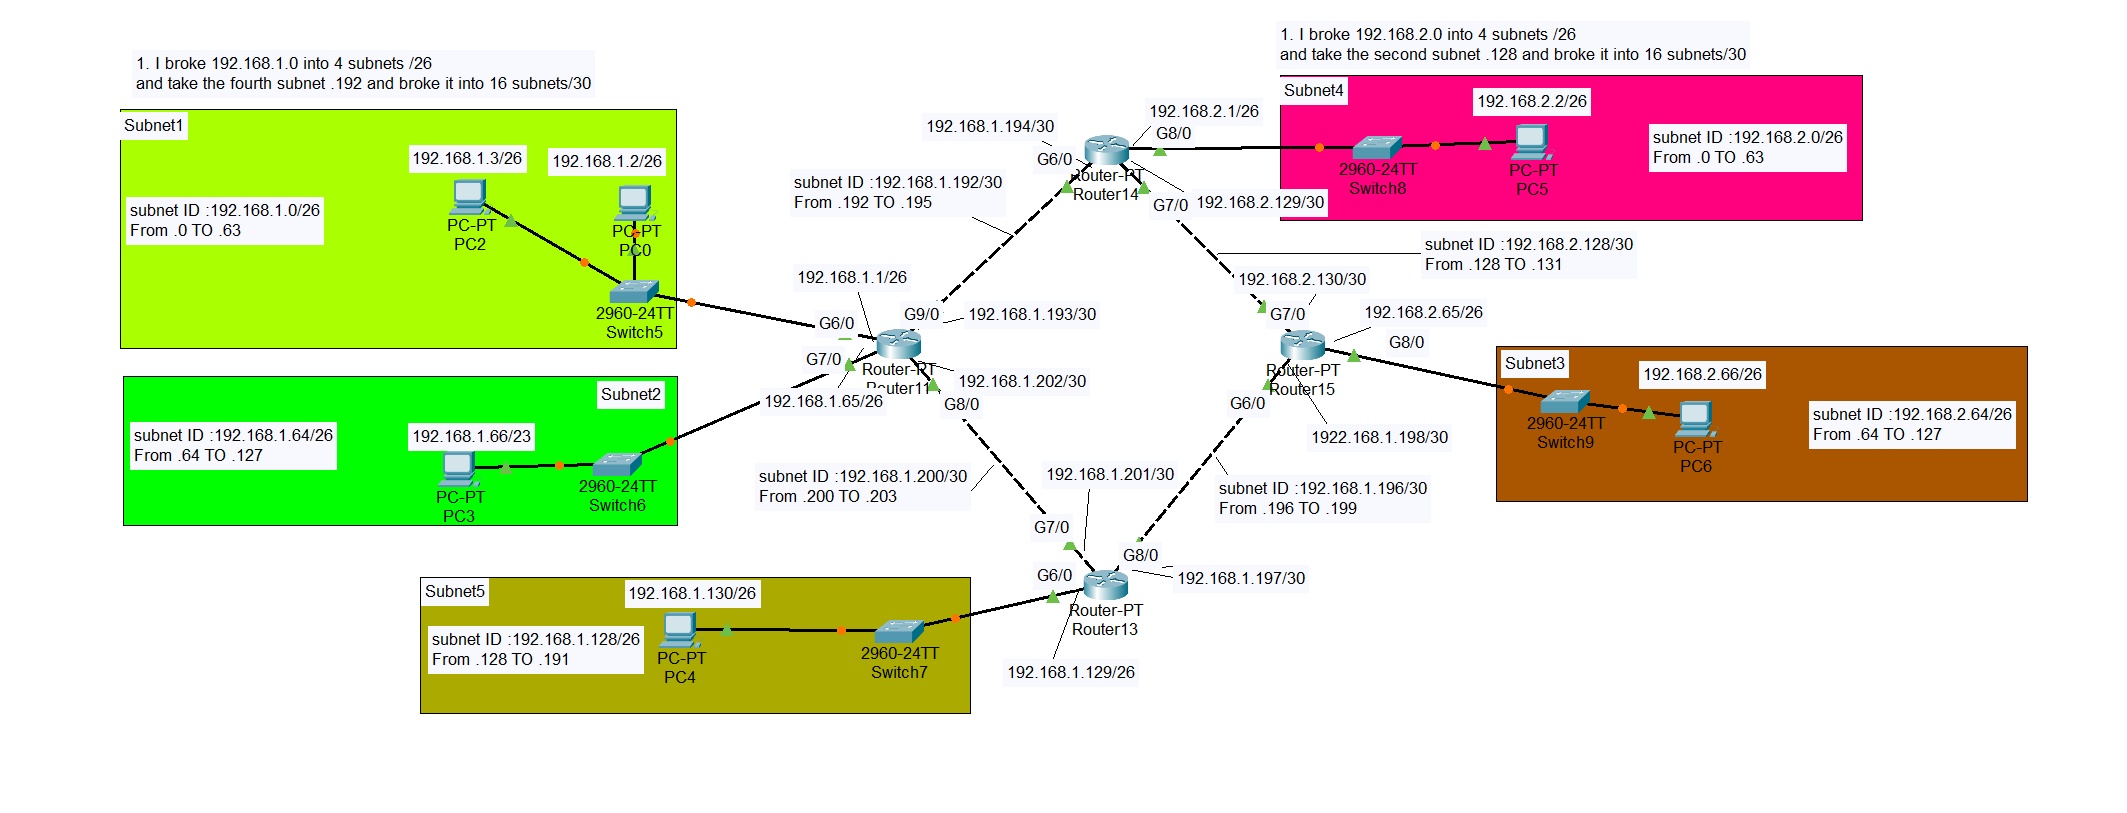 1. I broke 192.168.1.0 into 4 subnets /26
and take the fourth subnet .192 and broke it into 16 subnets/30
1. I broke 192.168.2.0 into 4 subnets /26
and take the second subnet .128 and broke it into 16 subnets/30
Subnet1
192.168.1.3/26
192.168.1.2/26
subnet ID :192.168.1.0/26
From .0 TO .63
PC-PT
PC2
PC-PT
PC0
2960-24TT
Switch5
Subnet2
subnet ID :192.168.1.64/26
From .64 TO .127
192.168.1.66/23
PC-PT
PC3
2960-24TT
Switch6
Subnet5
192.168.1.130/26
subnet ID :192.168.1.128/26
From .128 TO .191
PC-PT
PC4
2960-24TT
Switch7
192.168.1.194/30
192.168.2.1/26
G8/0
G6/0
Router-PT
Router14
G7/0
192.168.2.129/30
subnet ID :192.168.1.192/30
From .192 TO .195
192.168.1.1/26
G6/0
G9/0
192.168.1.193/30
G7/0
Router-PT
Router11
192.168.1.202/30
192.168.1.65/26
G8/0
subnet ID :192.168.1.200/30
From .200 TO .203
192.168.1.201/30
G7/0
G8/0
G6/0
192.168.1.197/30
Router-PT
Router13
192.168.1.129/26
subnet ID :192.168.2.128/30
From .128 TO .131
192.168.2.130/30
G7/0
192.168.2.65/26
G8/0
Router-PT
Router15
G6/0
1922.168.1.198/30
subnet ID :192.168.1.196/30
From .196 TO .199
Subnet4
192.168.2.2/26
subnet ID :192.168.2.0/26
From .0 TO .63
2960-24TT
Switch8
PC-PT
PC5
Subnet3
192.168.2.66/26
subnet ID :192.168.2.64/26
From .64 TO .127
2960-24TT
Switch9
PC-PT
PC6